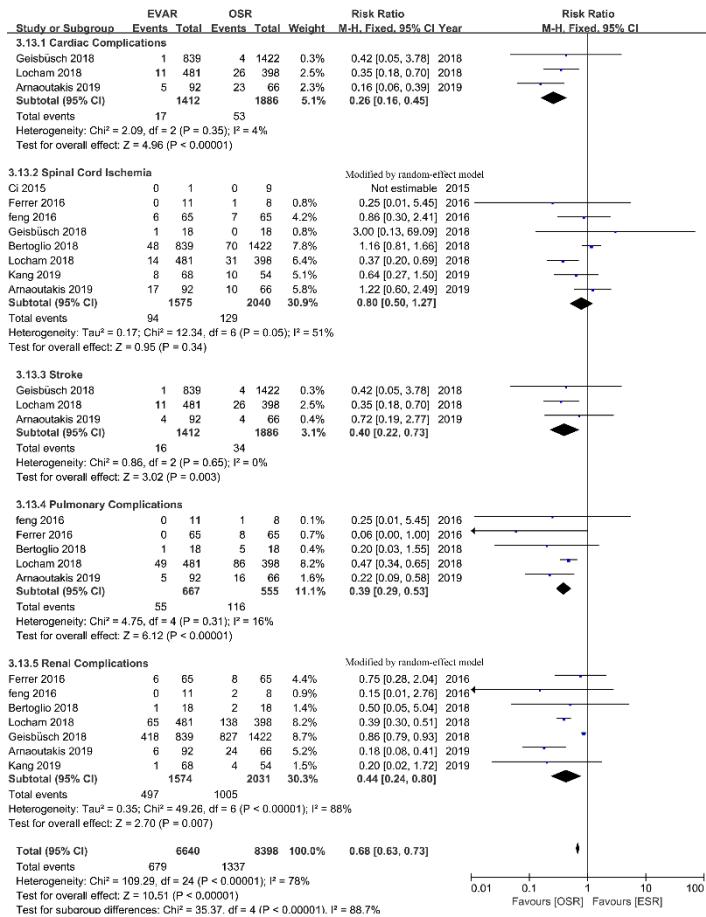 EVAR OSR Risk Ratio Risk Ratio
Study or Subgroup Events Total Events Total Weight M-H, Fixed, 95% CI Year M-H, Fixed, 95% CI
3.13.1 Cardiac Complications
Geisbüsch 2018 1 839 4 1422 0.3% 0.42 [0.05, 3.78] 2018
Locham 2018 11 481 26 398 2.5% 0.35 [0.18, 0.70] 2018
Arnaoutakis 2019 5 92 23 66 2.3% 0.16 [0.06, 0.39] 2019
Subtotal (95% CI) 1412 1886 5.1% 0.26 [0.16, 0.45]
Total events 17 53
Heterogeneity: Chi² = 2.09, df = 2 (P = 0.35); I² = 4%
Test for overall effect: Z = 4.96 (P < 0.00001)
3.13.2 Spinal Cord Ischemia Modified by random-effect model
Ci 2015 0 1 0 9 Not estimable 2015
Ferrer 2016 0 11 1 8 0.8% 0.25 [0.01, 5.45] 2016
feng 2016 6 65 7 65 4.2% 0.86 [0.30, 2.41] 2016
Geisbüsch 2018 1 18 0 18 0.3% 3.00 [0.13, 69.09] 2018
Bertoglio 2018 48 839 70 1422 7.8% 1.16 [0.81, 1.66] 2018
Locham 2018 14 481 31 398 6.6% 0.37 [0.20, 0.69] 2018
Kang 2019 8 68 10 54 5.3% 0.64 [0.27, 1.50] 2019
Arnaoutakis 2019 17 92 10 66 5.8% 1.22 [0.60, 2.49] 2019
Subtotal (95% CI) 1575 2040 30.9% 0.80 [0.50, 1.27]
Total events 94 129
Heterogeneity: Tau² = 0.17; Chi² = 12.34, df = 6 (P = 0.05); I² = 51%
Test for overall effect: Z = 0.95 (P = 0.34)
3.13.3 Stroke
Geisbüsch 2018 1 839 4 1422 0.3% 0.42 [0.05, 3.78] 2018
Locham 2018 11 481 26 398 2.5% 0.35 [0.18, 0.70] 2018
Arnaoutakis 2019 4 92 4 66 0.4% 0.72 [0.19, 2.77] 2019
Subtotal (95% CI) 1412 1886 3.1% 0.40 [0.22, 0.73]
Total events 16 34
Heterogeneity: Chi² = 0.86, df = 2 (P = 0.65); I² = 0%
Test for overall effect: Z = 3.02 (P = 0.003)
3.13.4 Pulmonary Complications
feng 2016 0 11 1 8 0.1% 0.25 [0.01, 5.45] 2016
Ferrer 2016 0 65 8 65 0.7% 0.06 [0.00, 1.00] 2016
Bertoglio 2018 1 18 5 18 0.5% 0.20 [0.03, 1.55] 2018
Locham 2018 49 481 86 398 8.2% 0.47 [0.34, 0.65] 2018
Arnaoutakis 2019 5 92 16 66 1.6% 0.22 [0.09, 0.58] 2019
Subtotal (95% CI) 667 555 11.1% 0.39 [0.29, 0.53]
Total events 55 116
Heterogeneity: Chi² = 4.75, df = 4 (P = 0.31); I² = 16%
Test for overall effect: Z = 6.12 (P < 0.00001)
3.13.5 Renal Complications Modified by random-effect model
Ferrer 2016 6 65 8 65 4.4% 0.75 [0.28, 2.04] 2016
feng 2016 0 11 2 8 0.9% 0.15 [0.01, 2.76] 2016
Bertoglio 2018 1 18 2 18 1.4% 0.50 [0.05, 5.04] 2018
Locham 2018 65 481 138 398 8.2% 0.39 [0.30, 0.51] 2018
Geisbüsch 2018 418 839 827 1422 8.5% 0.86 [0.79, 0.93] 2018
Arnaoutakis 2019 6 92 24 66 5.2% 0.18 [0.08, 0.41] 2019
Kang 2019 1 68 4 54 1.6% 0.20 [0.02, 1.72] 2019
Subtotal (95% CI) 1574 2031 30.3% 0.44 [0.24, 0.80]
Total events 497 1005
Heterogeneity: Tau² = 0.35; Chi² = 49.26, df = 6 (P < 0.00001); I² = 88%
Test for overall effect: Z = 2.70 (P = 0.007)
Total (95% CI) 6640 8398 100.0% 0.68 [0.63, 0.73]
Total events 679 1337
Heterogeneity: Chi² = 109.29, df = 24 (P < 0.00001); I² = 78%
Test for overall effect: Z = 10.51 (P < 0.00001)
Test for subgroup differences: Chi² = 35.37, df = 4 (P < 0.00001), I² = 88.7%
0.01 0.1 1 10 100
Favours [OSR] Favours [ESR]